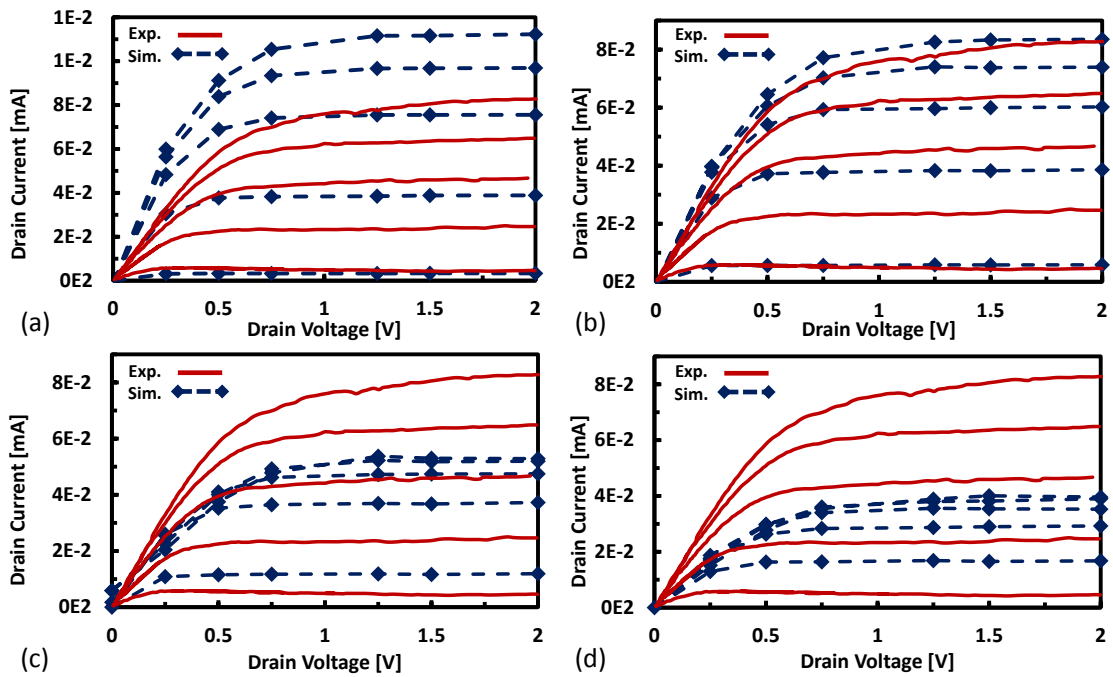 1E-2
1E-2
8E-2
6E-2
4E-2
2E-2
0E2
Drain Current [mA]
Exp.
Sim.
0 0.5 1 1.5 2
Drain Voltage [V]
(a)
8E-2
6E-2
4E-2
2E-2
0E2
Drain Current [mA]
Exp.
Sim.
0 0.5 1 1.5 2
Drain Voltage [V]
(b)
8E-2
6E-2
4E-2
2E-2
0E2
Drain Current [mA]
Exp.
Sim.
0 0.5 1 1.5 2
Drain Voltage [V]
(c)
8E-2
6E-2
4E-2
2E-2
0E2
Drain Current [mA]
Exp.
Sim.
0 0.5 1 1.5 2
Drain Voltage [V]
(d)